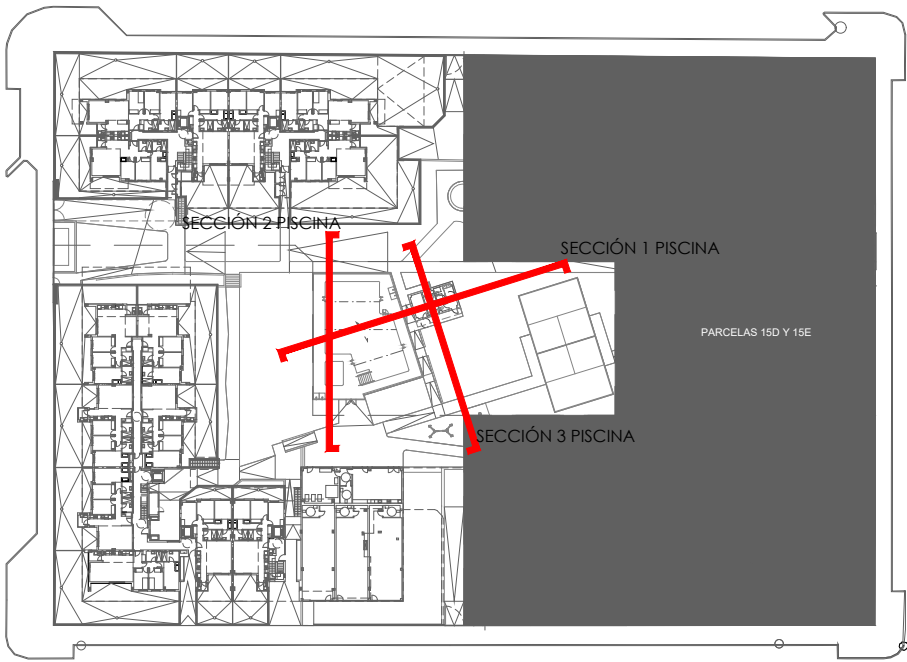 SECCIÓN 2 PISCINA
SECCIÓN 1 PISCINA
PARCELAS 15D Y 15E
SECCIÓN 3 PISCINA